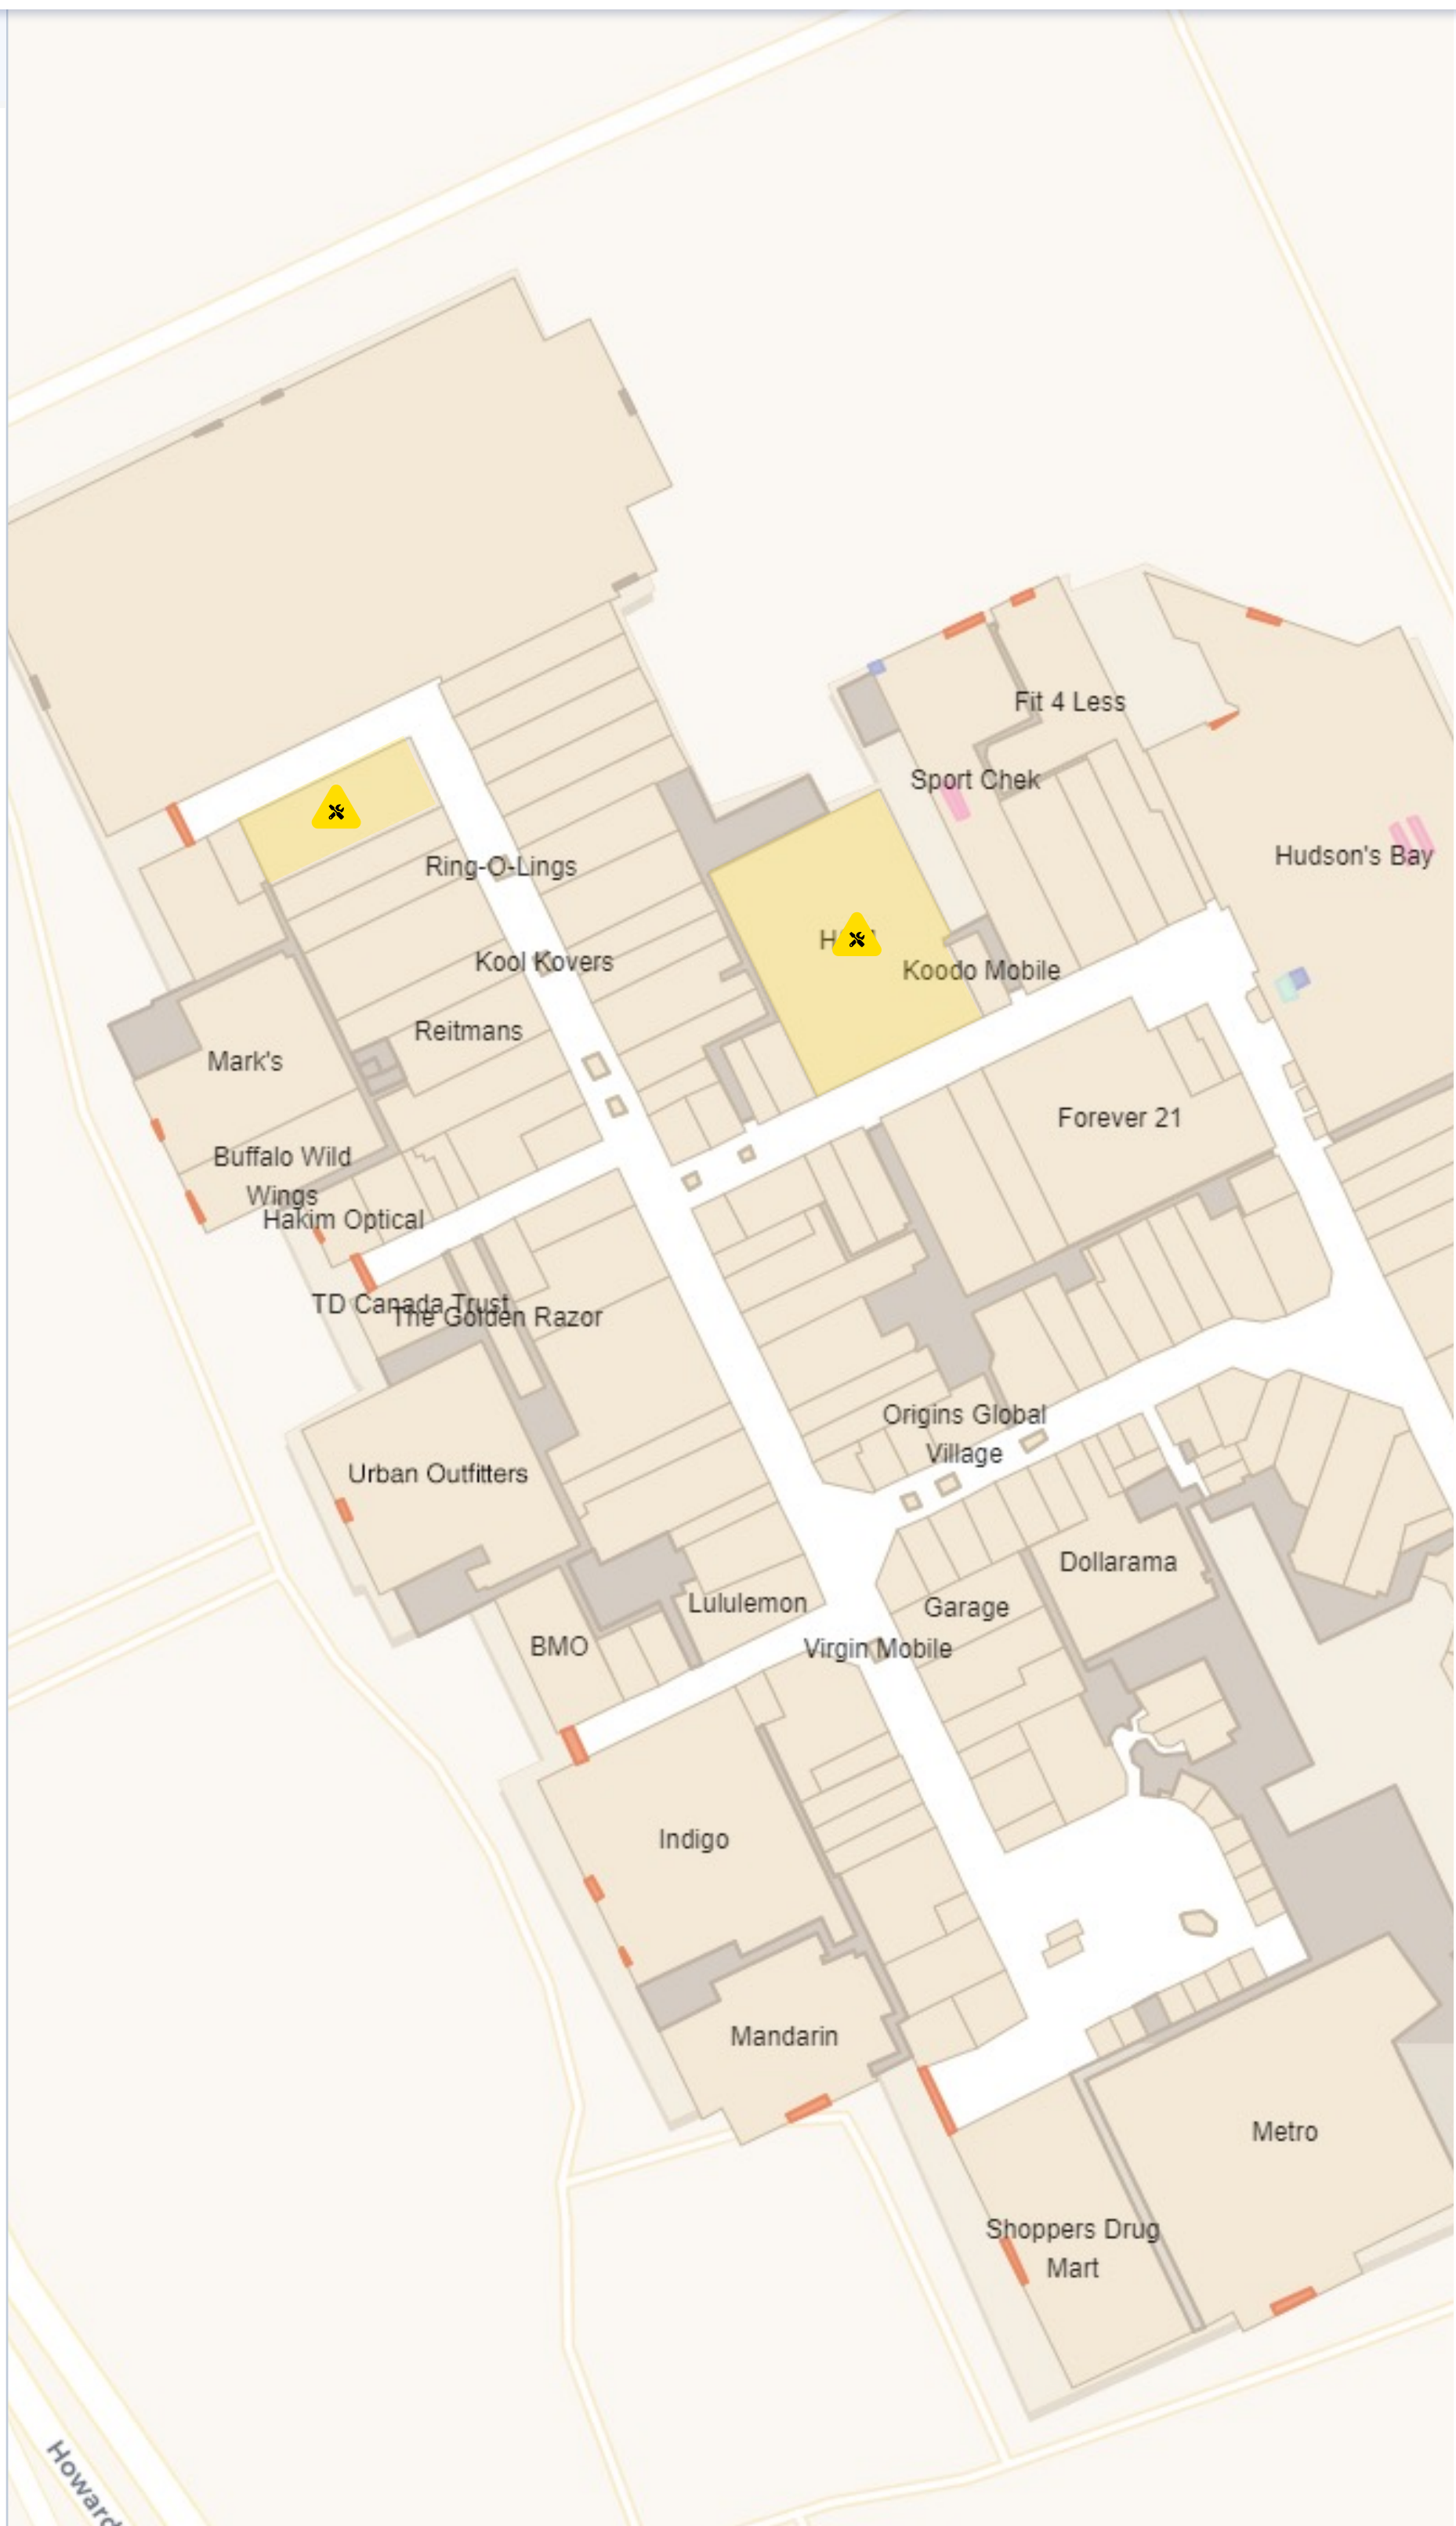 Fit 4 Less
Sport Chek
Hudson's Bay
Ring-O-Lings
Kool Kovers
Koodo Mobile
Reitmans
Mark's
Forever 21
Buffalo Wild
Wings
Hakim Optical
TD Canada Trust
The Golden Razor
Origins Global
Village
Urban Outfitters
Dollarama
Lululemon
Garage
BMO
Virgin Mobile
Indigo
Mandarin
Metro
Shoppers Drug
Mart
Howard